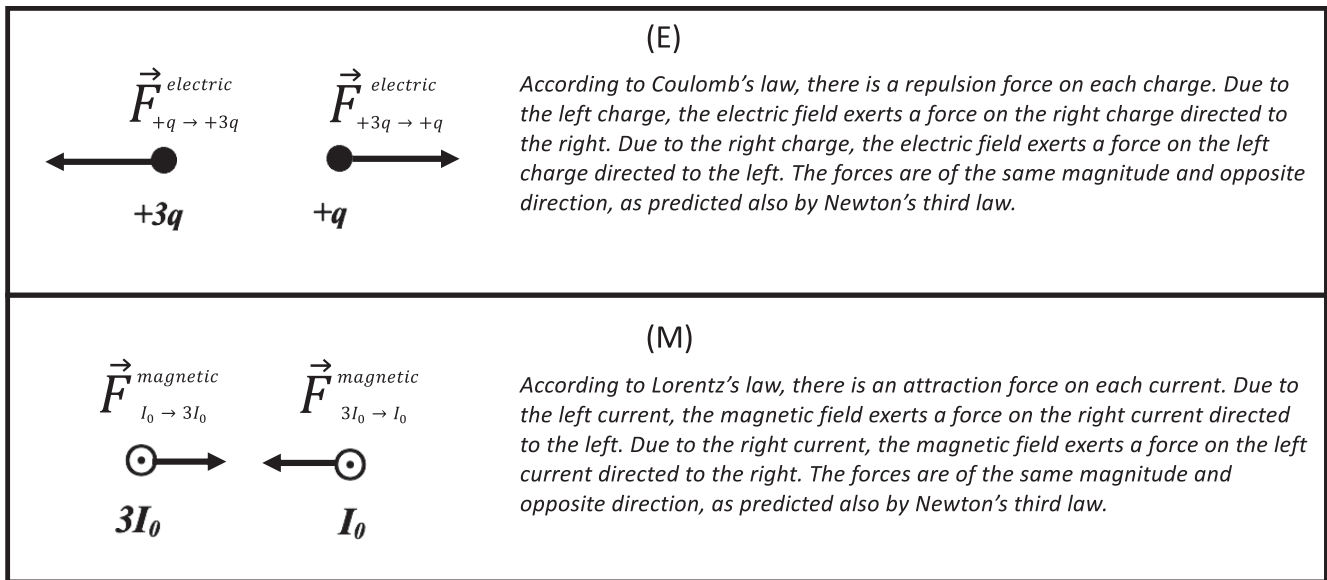 (E)
F⃗ electric +q → +3q
F⃗ electric +3q → +q
+3q
+q
According to Coulomb’s law, there is a repulsion force on each charge. Due to
the left charge, the electric field exerts a force on the right charge directed to
the right. Due to the right charge, the electric field exerts a force on the left
charge directed to the left. The forces are of the same magnitude and opposite
direction, as predicted also by Newton’s third law.
(M)
F⃗ magnetic I₀ → 3I₀
F⃗ magnetic 3I₀ → I₀
3I₀
I₀
According to Lorentz’s law, there is an attraction force on each current. Due to
the left current, the magnetic field exerts a force on the right current directed
to the left. Due to the right current, the magnetic field exerts a force on the left
current directed to the right. The forces are of the same magnitude and
opposite direction, as predicted also by Newton’s third law.